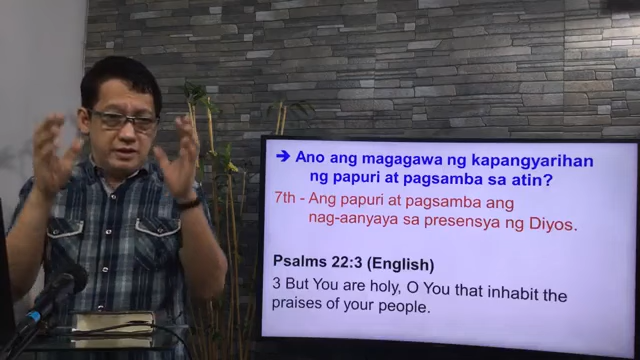 ➔ Ano ang magagawa ng kapangyarihan
ng papuri at pagsamba sa atin?
7th - Ang papuri at pagsamba ang
nag-aanyaya sa presensya ng Diyos.
Psalms 22:3 (English)
3 But You are holy, O You that inhabit the
praises of your people.